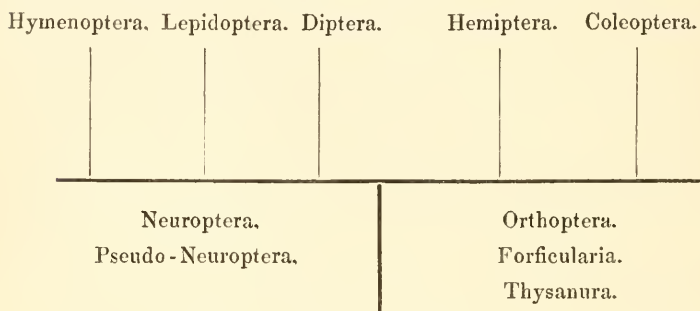 Hymenoptera. Lepidoptera. Diptera. Hemiptera. Coleoptera.
Neuroptera.
Pseudo-Neuroptera.
Orthoptera.
Forficularia.
Thysanura.